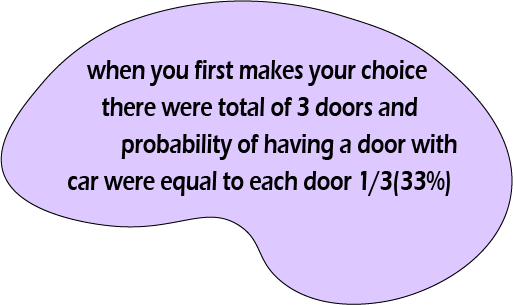 when you first makes your choice
there were total of 3 doors and
probability of having a door with
car were equal to each door 1/3(33%)